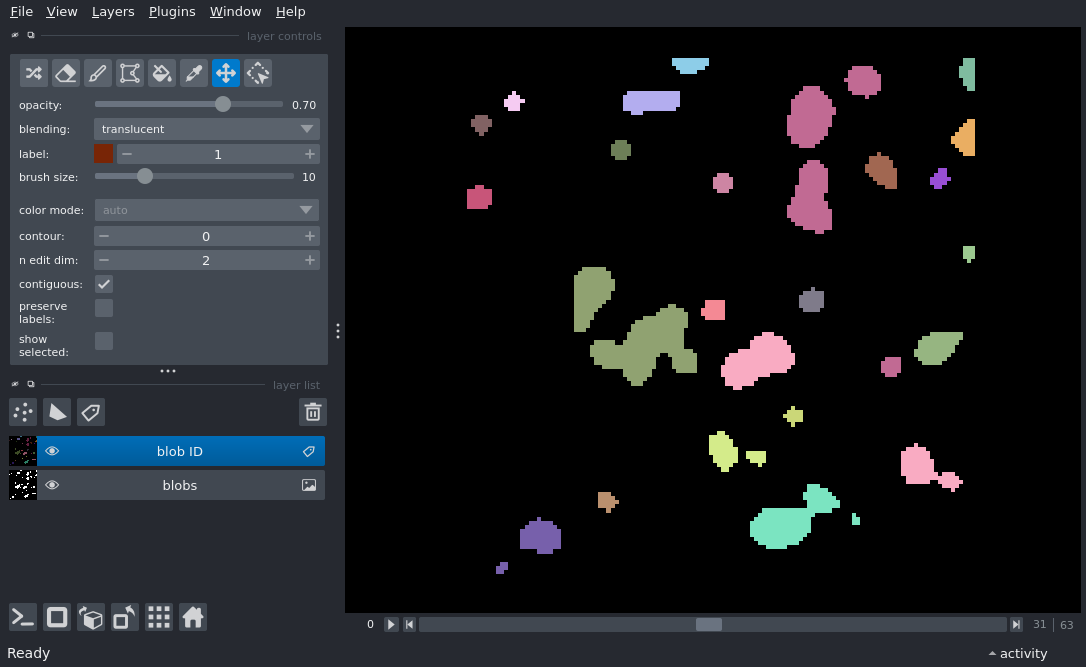 File View Layers Plugins Window Help
layer controls
opacity: 0.70
blending: translucent
label: 1
brush size: 10
color mode: auto
contour: 0
n edit dim: 2
contiguous:
preserve
labels:
show
selected:
layer list
blob ID
blobs
0 31 | 63
Ready activity